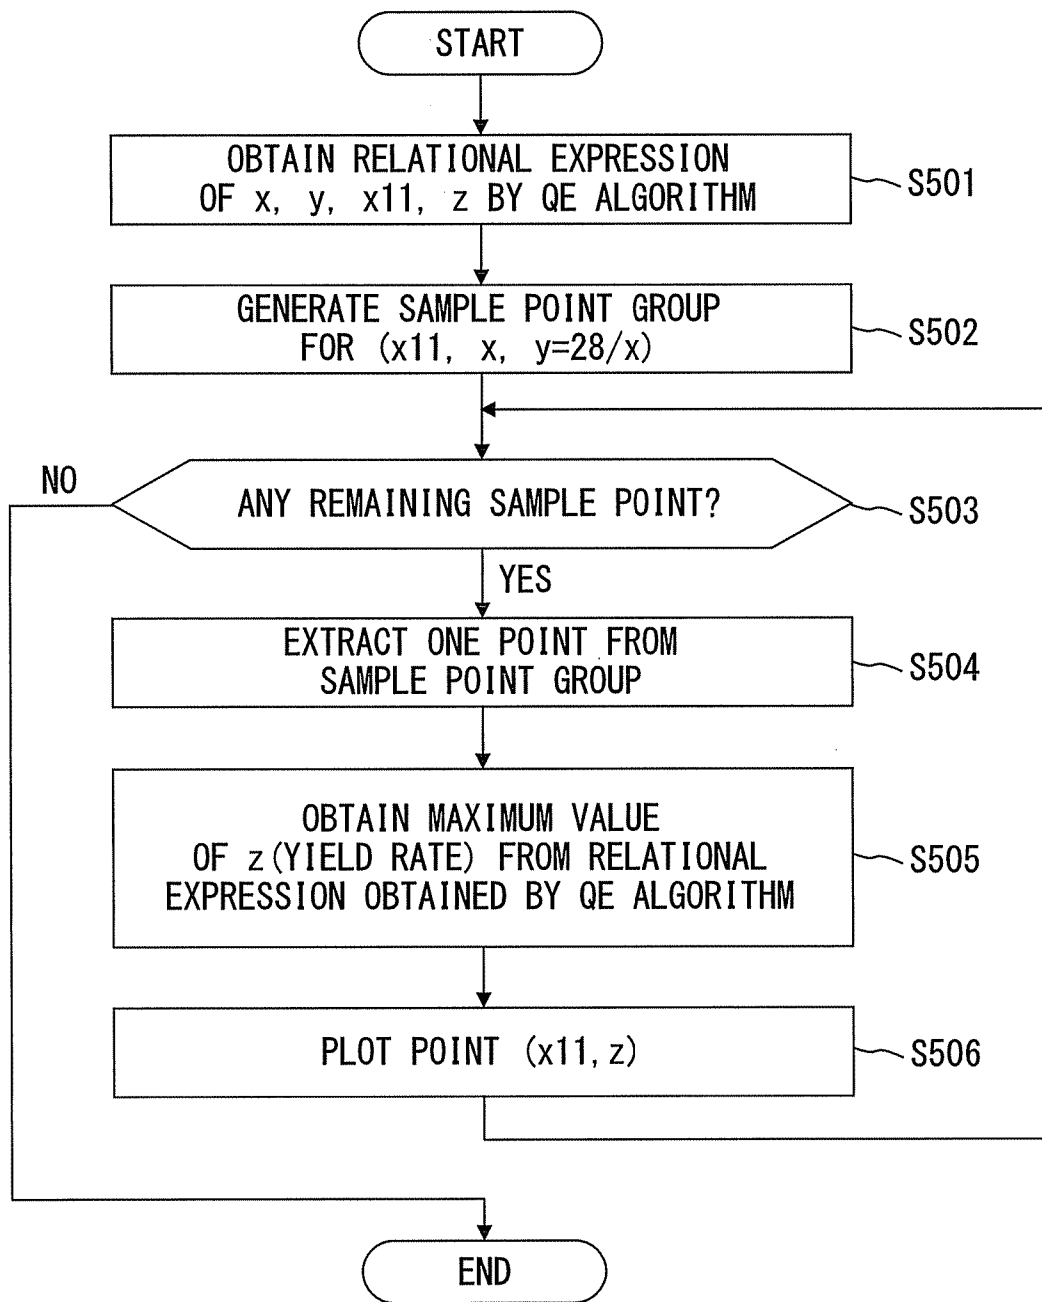 START
OBTAIN RELATIONAL EXPRESSION
OF x, y, x11, z BY QE ALGORITHM
S501
GENERATE SAMPLE POINT GROUP
FOR (x11, x, y=28/x)
S502
NO
ANY REMAINING SAMPLE POINT?
S503
YES
EXTRACT ONE POINT FROM
SAMPLE POINT GROUP
S504
OBTAIN MAXIMUM VALUE
OF z(YIELD RATE) FROM RELATIONAL
EXPRESSION OBTAINED BY QE ALGORITHM
S505
PLOT POINT (x11,z)
S506
END